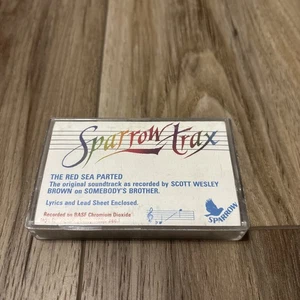 Sparrow trax
THE RED SEA PARTED
The original soundtrack as recorded by SCOTT WESLEY
BROWN on SOMEBODY'S BROTHER.
Lyrics and Lead Sheet Enclosed.
Recorded on BASF Chromium Dioxide
SPARROW